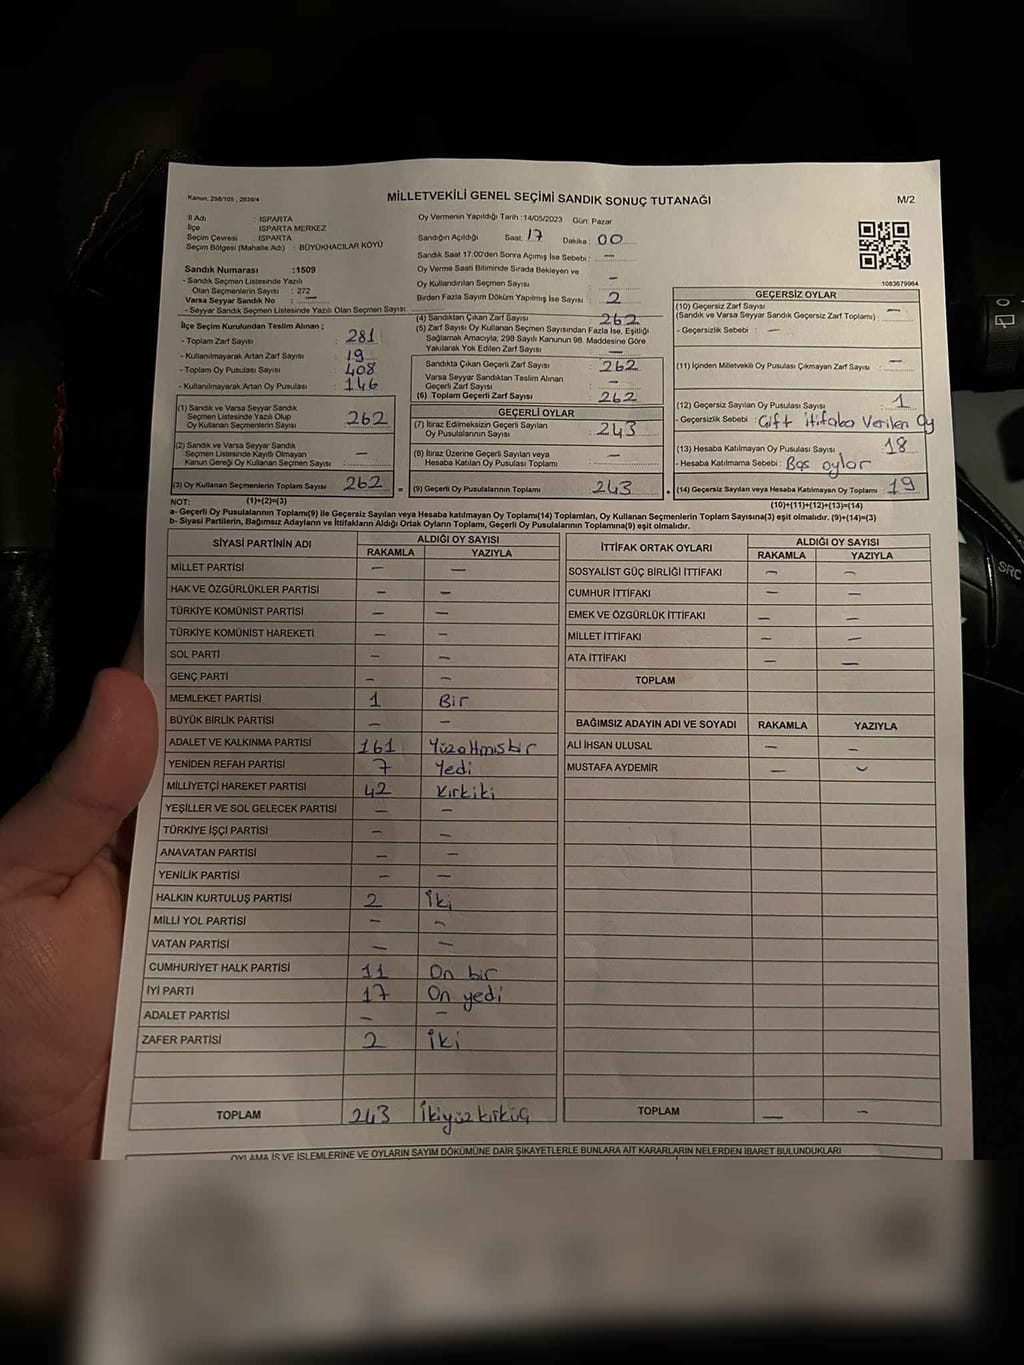 Kanun: 298/105 , 2839/4
MİLLETVEKİLİ GENEL SEÇİMİ SANDIK SONUÇ TUTANAĞI
M/2
İl Adı : ISPARTA
İlçe : ISPARTA MERKEZ
Seçim Çevresi : ISPARTA
Seçim Bölgesi (Mahalle Adı) : BÜYÜKHACILAR KÖYÜ
Sandık Numarası :1509
- Sandık Seçmen Listesinde Yazılı
Olan Seçmenlerin Sayısı : 272
Varsa Seyyar Sandık No : —
- Seyyar Sandık Seçmen Listesinde Yazılı Olan Seçmen Sayısı:
İlçe Seçim Kurulundan Teslim Alınan ;
- Toplam Zarf Sayısı : 281
- Kullanılmayarak Artan Zarf Sayısı : 19
- Toplam Oy Pusulası Sayısı : 408
- Kullanılmayarak Artan Oy Pusulası : 146
Oy Vermenin Yapıldığı Tarih :14/05/2023 Gün: Pazar
Sandığın Açıldığı Saat: 17 Dakika: 00
Sandık Saat 17:00'den Sonra Açımış İse Sebebi : —
Oy Verme Saati Bitiminde Sırada Bekleyen ve
Oy Kullandırılan Seçmen Sayısı : —
Birden Fazla Sayım Döküm Yapılmış İse Sayısı : 2
(4) Sandıktan Çıkan Zarf Sayısı : 262
(5) Zarf Sayısı Oy Kullanan Seçmen Sayısından Fazla İse, Eşitliği
Sağlamak Amacıyla; 298 Sayılı Kanunun 98. Maddesine Göre
Yakılarak Yok Edilen Zarf Sayısı : —
Sandıkta Çıkan Geçerli Zarf Sayısı : 262
Varsa Seyyar Sandıktan Teslim Alınan
Geçerli Zarf Sayısı : —
(6) Toplam Geçerli Zarf Sayısı : 262
1083679964
GEÇERSİZ OYLAR
(10) Geçersiz Zarf Sayısı
(Sandık ve Varsa Seyyar Sandık Geçersiz Zarf Toplamı) : —
- Geçersizlik Sebebi : —
(11) İçinden Milletvekili Oy Pusulası Çıkmayan Zarf Sayısı : —
(12) Geçersiz Sayılan Oy Pusulası Sayısı : 1
- Geçersizlik Sebebi : Çift ittifaba Verilen Oy
(13) Hesaba Katılmayan Oy Pusulası Sayısı : 18
- Hesaba Katılmama Sebebi : Boş oylar
(14) Geçersiz Sayılan veya Hesaba Katılmayan Oy Toplamı : 19
(10)+(11)+(12)+(13)=(14)
(1) Sandık ve Varsa Seyyar Sandık
Seçmen Listesinde Yazılı Olup
Oy Kullanan Seçmenlerin Sayısı : 262
(2) Sandık ve Varsa Seyyar Sandık
Seçmen Listesinde Kayıtlı Olmayan
Kanun Gereği Oy Kullanan Seçmen Sayısı : —
(3) Oy Kullanan Seçmenlerin Toplam Sayısı : 262
GEÇERLİ OYLAR
(7) İtiraz Edilmeksizin Geçerli Sayılan
Oy Pusulalarının Sayısı : 243
(8) İtiraz Üzerine Geçerli Sayılan veya
Hesaba Katılan Oy Pusulası Toplamı : —
(9) Geçerli Oy Pusulalarının Toplamı : 243
NOT: (1)+(2)=(3)
a- Geçerli Oy Pusulalarının Toplamı(9) ile Geçersiz Sayılan veya Hesaba katılmayan Oy Toplamı(14) Toplamları, Oy Kullanan Seçmenlerin Toplam Sayısına(3) eşit olmalıdır. (9)+(14)=(3)
b- Siyasi Partilerin, Bağımsız Adayların ve İttifakların Aldığı Ortak Oyların Toplamı, Geçerli Oy Pusulalarının Toplamına(9) eşit olmalıdır.
SİYASİ PARTİNİN ADI ALDIĞI OY SAYISI
RAKAMLA YAZIYLA
MİLLET PARTİSİ — —
HAK VE ÖZGÜRLÜKLER PARTİSİ — —
TÜRKİYE KOMÜNİST PARTİSİ — —
TÜRKİYE KOMÜNİST HAREKETİ — —
SOL PARTİ — —
GENÇ PARTİ — —
MEMLEKET PARTİSİ 1 Bir
BÜYÜK BİRLİK PARTİSİ — —
ADALET VE KALKINMA PARTİSİ 161 Yüzaltmışbir
YENİDEN REFAH PARTİSİ 7 Yedi
MİLLİYETÇİ HAREKET PARTİSİ 42 Kırkiki
YEŞİLLER VE SOL GELECEK PARTİSİ — —
TÜRKİYE İŞÇİ PARTİSİ — —
ANAVATAN PARTİSİ — —
YENİLİK PARTİSİ — —
HALKIN KURTULUŞ PARTİSİ 2 İki
MİLLİ YOL PARTİSİ — —
VATAN PARTİSİ — —
CUMHURİYET HALK PARTİSİ 11 On bir
İYİ PARTİ 17 On yedi
ADALET PARTİSİ — —
ZAFER PARTİSİ 2 İki
TOPLAM 243 İkiyüzkırküç
İTTİFAK ORTAK OYLARI ALDIĞI OY SAYISI
RAKAMLA YAZIYLA
SOSYALİST GÜÇ BİRLİĞİ İTTİFAKI — —
CUMHUR İTTİFAKI — —
EMEK VE ÖZGÜRLÜK İTTİFAKI — —
MİLLET İTTİFAKI — —
ATA İTTİFAKI — —
TOPLAM
BAĞIMSIZ ADAYIN ADI VE SOYADI RAKAMLA YAZIYLA
ALİ İHSAN ULUSAL — —
MUSTAFA AYDEMİR — —
TOPLAM — —
OYLAMA İŞ VE İŞLEMLERİNE VE OYLARIN SAYIM DÖKÜMÜNE DAİR ŞİKAYETLERLE BUNLARA AİT KARARLARIN NELERDEN İBARET BULUNDUKLARI
SRC